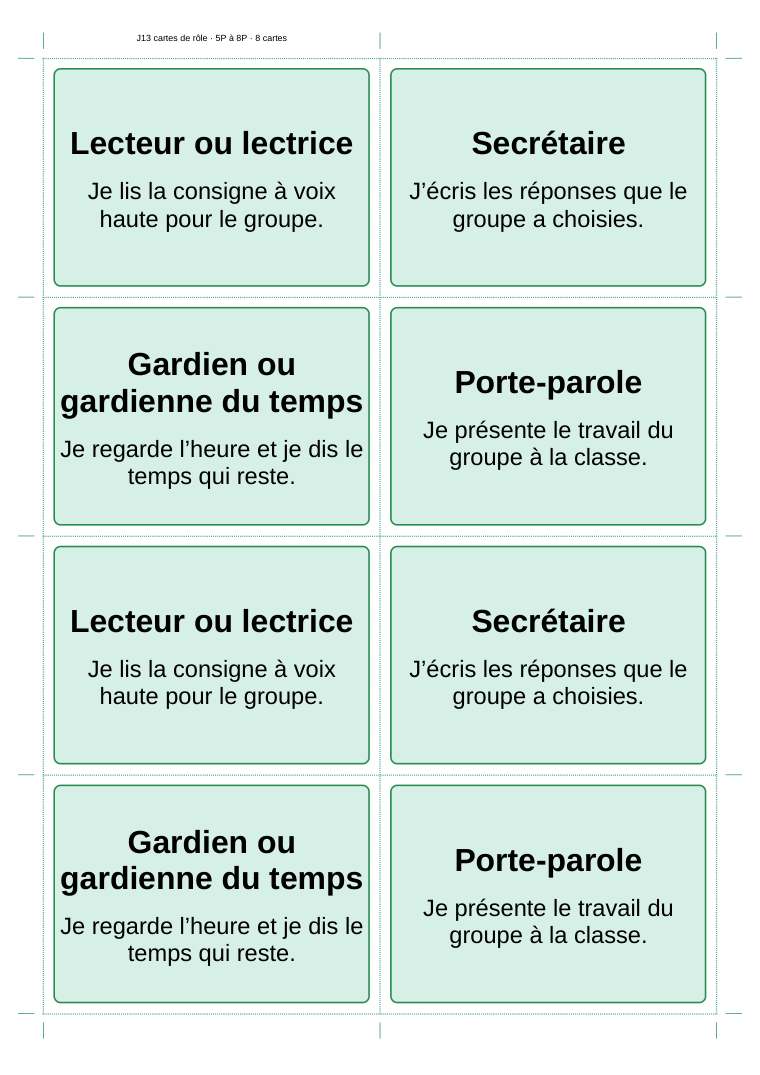 J13 cartes de rôle · 5P à 8P · 8 cartes
Lecteur ou lectrice
Je lis la consigne à voix
haute pour le groupe.
Secrétaire
J’écris les réponses que le
groupe a choisies.
Gardien ou
gardienne du temps
Je regarde l’heure et je dis le
temps qui reste.
Porte-parole
Je présente le travail du
groupe à la classe.
Lecteur ou lectrice
Je lis la consigne à voix
haute pour le groupe.
Secrétaire
J’écris les réponses que le
groupe a choisies.
Gardien ou
gardienne du temps
Je regarde l’heure et je dis le
temps qui reste.
Porte-parole
Je présente le travail du
groupe à la classe.